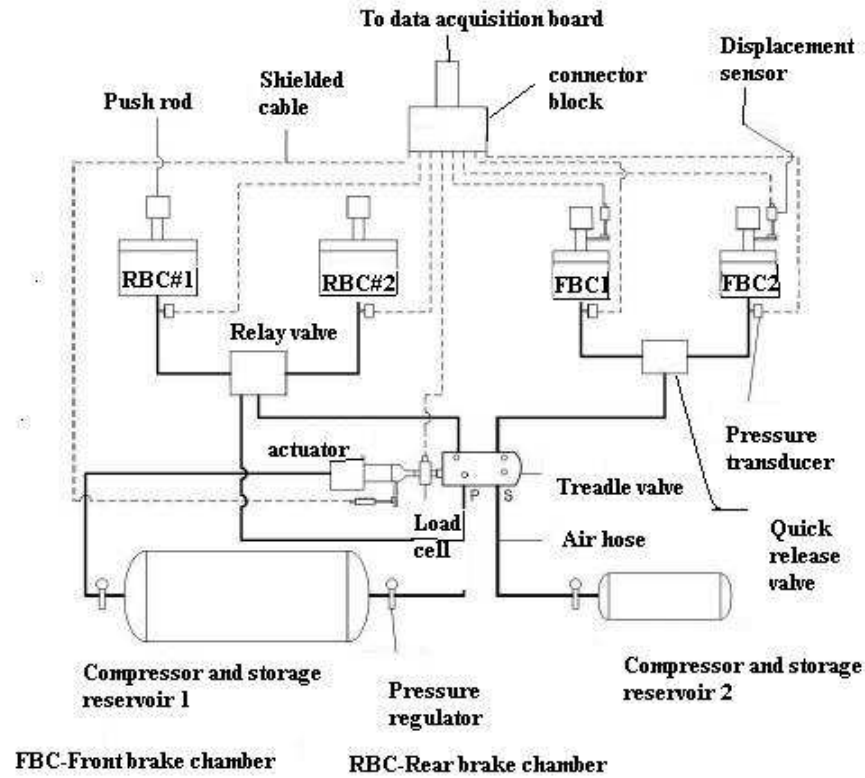 To data acquisition board
Displacement
sensor
Shielded
cable
connector
block
Push rod
RBC#1
RBC#2
FBC1
FBC2
Relay valve
actuator
Pressure
transducer
P S
Treadle valve
Load
cell
Air hose
Quick
release
valve
Compressor and storage
reservoir 1
Pressure
regulator
Compressor and storage
reservoir 2
FBC-Front brake chamber
RBC-Rear brake chamber